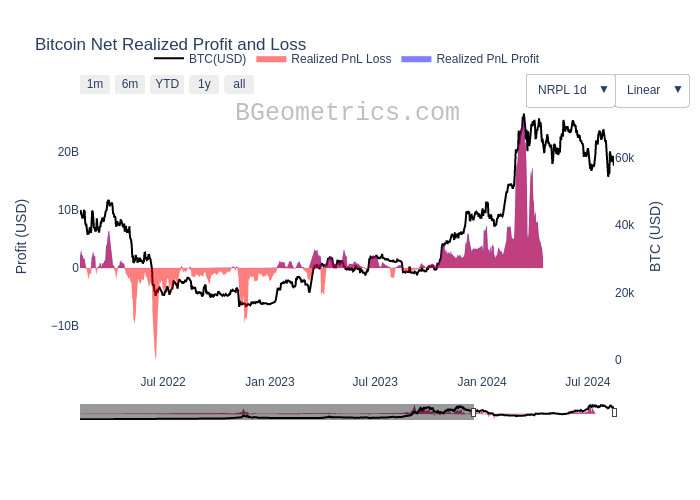 Bitcoin Net Realized Profit and Loss
BTC(USD) Realized PnL Loss Realized PnL Profit
1m 6m YTD 1y all NRPL 1d ▼ Linear ▼
BGeometrics.com
20B
10B
0
−10B
Profit (USD)
60k
40k
20k
0
BTC (USD)
Jul 2022 Jan 2023 Jul 2023 Jan 2024 Jul 2024